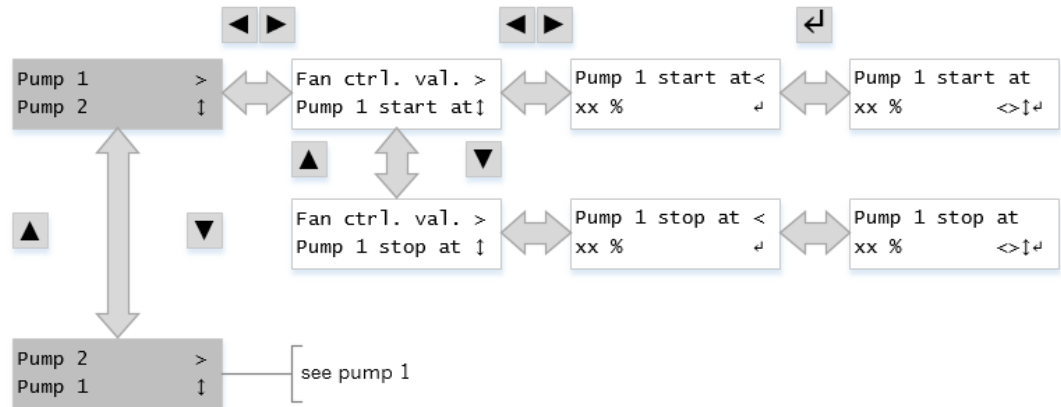 Pump 1 >
Pump 2 ↕
Fan ctrl. val. >
Pump 1 start at↕
Pump 1 start at<
xx % ↵
Pump 1 start at
xx % <>↕↵
Fan ctrl. val. >
Pump 1 stop at ↕
Pump 1 stop at <
xx % ↵
Pump 1 stop at
xx % <>↕↵
Pump 2 >
Pump 1 ↕
see pump 1